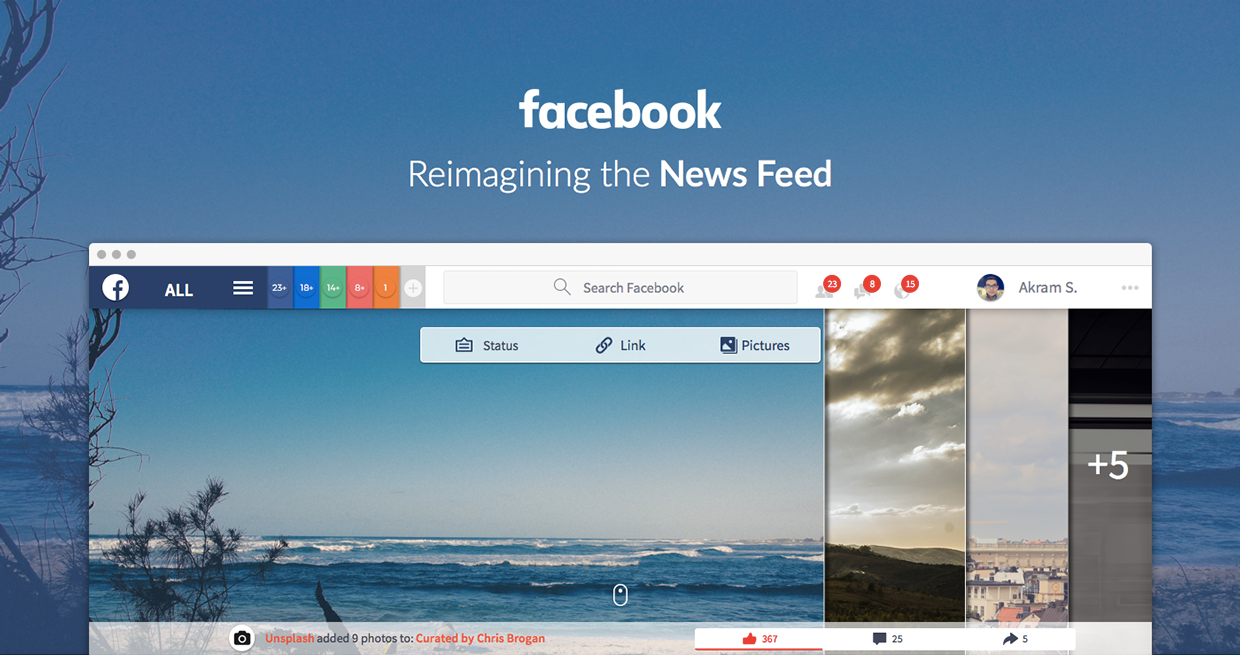 facebook
Reimagining the News Feed
ALL
23+ 18+ 14+ 8+ 1
Search Facebook
23 8 15
Akram S.
Status Link Pictures
+5
Unsplash added 9 photos to: Curated by Chris Brogan
367 25 5